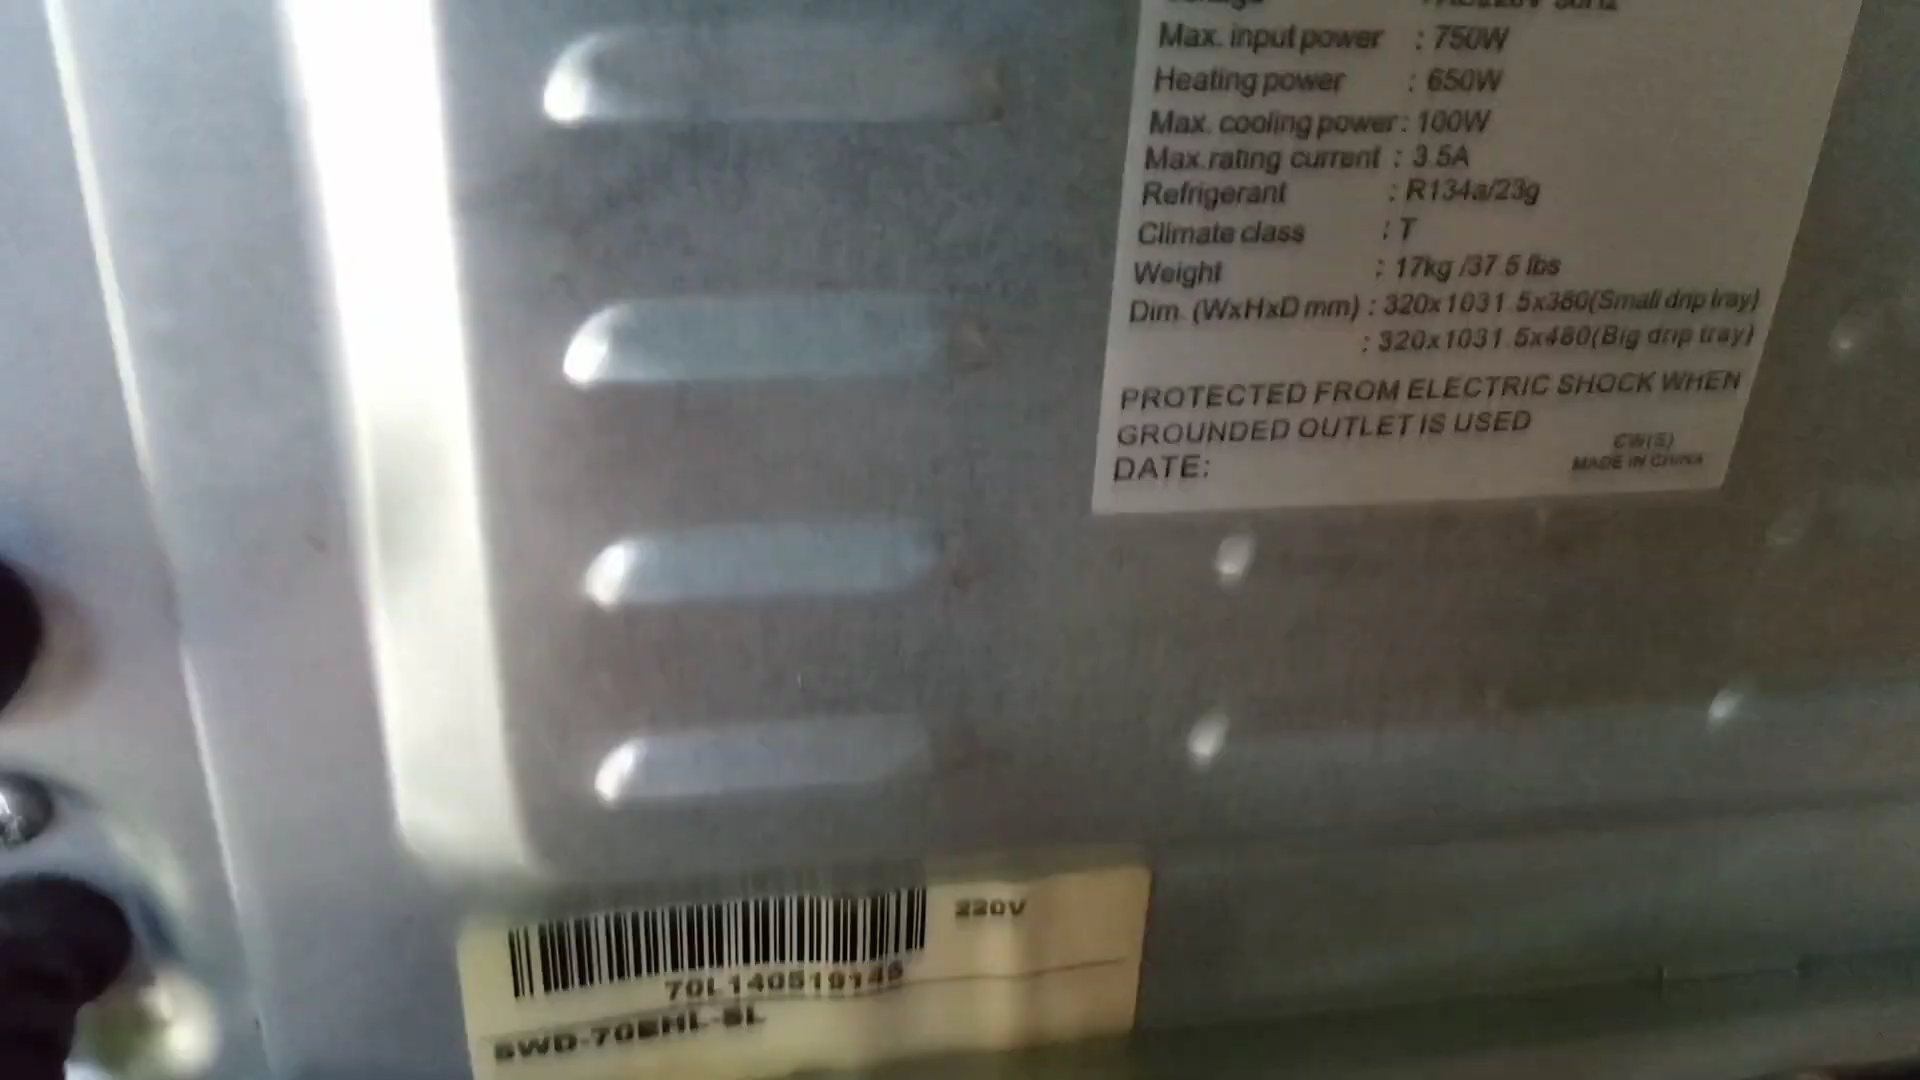 Max. input power : 750W
Heating power : 650W
Max. cooling power : 100W
Max.rating current : 3.5A
Refrigerant : R134a/23g
Climate class : T
Weight : 17kg /37.5 lbs
Dim. (WxHxD mm) : 320x1031.5x380(Small drip tray)
: 320x1031.5x480(Big drip tray)
PROTECTED FROM ELECTRIC SHOCK WHEN
GROUNDED OUTLET IS USED
DATE:
CW(S)
MADE IN CHINA
220V